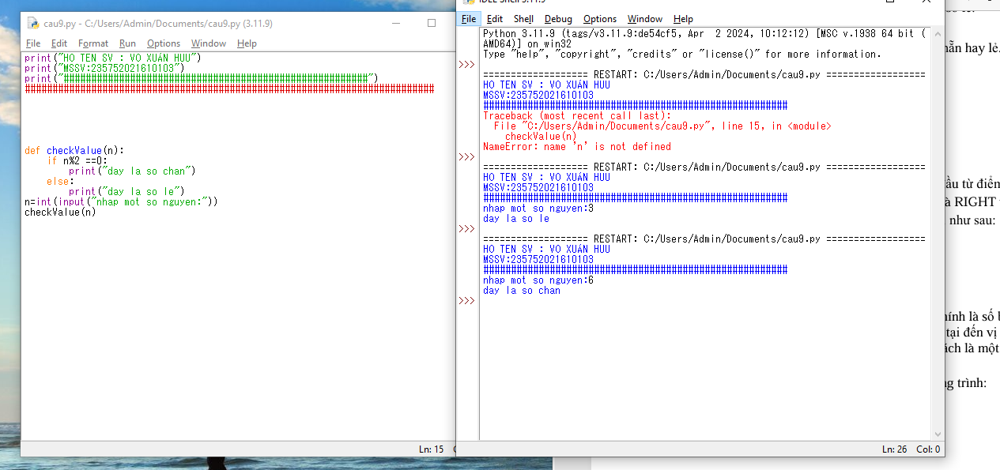 cau9.py - C:/Users/Admin/Documents/cau9.py (3.11.9)
File Edit Format Run Options Window Help
print("HO TEN SV : VO XUÁN HUU")
print("MSSV:235752021610103")
print("#######################################################")
##########################################################################
def checkValue(n):
    if n%2 ==0:
        print("day la so chan")
    else:
        print("day la so le")
n=int(input("nhap mot so nguyen:"))
checkValue(n)
Ln: 15
IDLE Shell 3.11.9
File Edit Shell Debug Options Window Help
Python 3.11.9 (tags/v3.11.9:de54cf5, Apr  2 2024, 10:12:12) [MSC v.1938 64 bit (
AMD64)] on win32
Type "help", "copyright", "credits" or "license()" for more information.
>>>
=================== RESTART: C:/Users/Admin/Documents/cau9.py ==================
HO TEN SV : VO XUÁN HUU
MSSV:235752021610103
#######################################################
Traceback (most recent call last):
  File "C:/Users/Admin/Documents/cau9.py", line 15, in <module>
    checkValue(n)
NameError: name 'n' is not defined
>>>
=================== RESTART: C:/Users/Admin/Documents/cau9.py ==================
HO TEN SV : VO XUÁN HUU
MSSV:235752021610103
#######################################################
nhap mot so nguyen:3
day la so le
>>>
=================== RESTART: C:/Users/Admin/Documents/cau9.py ==================
HO TEN SV : VO XUÁN HUU
MSSV:235752021610103
#######################################################
nhap mot so nguyen:6
day la so chan
>>>
Ln: 26 Col: 0
hay lẻ.
từ điểm
RIGHT
như sau:
là số
tại đến vị
là một
trình: